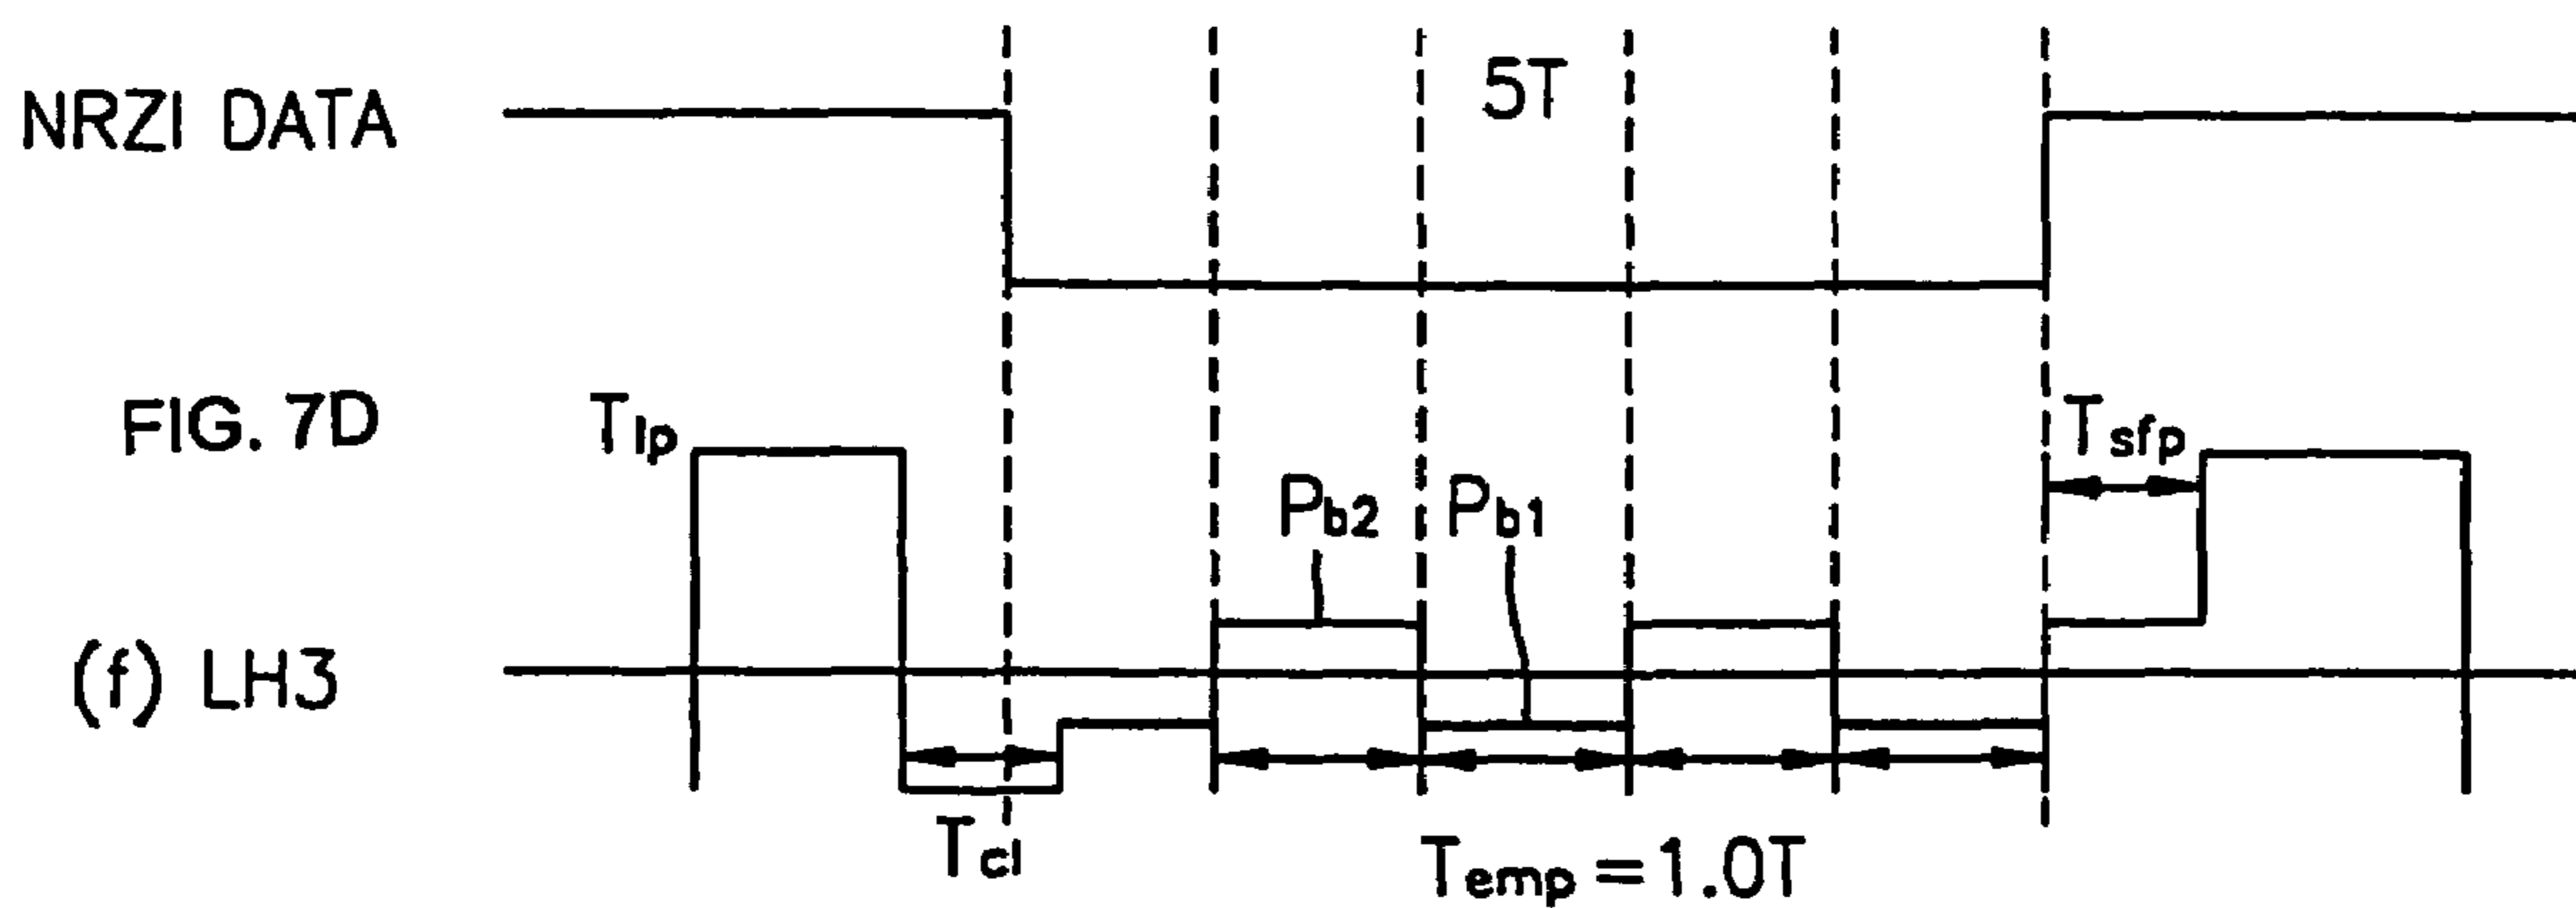 NRZI DATA
5T
FIG. 7D
Tlp
Tsfp
Pb2
Pb1
(f) LH3
Tcl
Temp = 1.0T